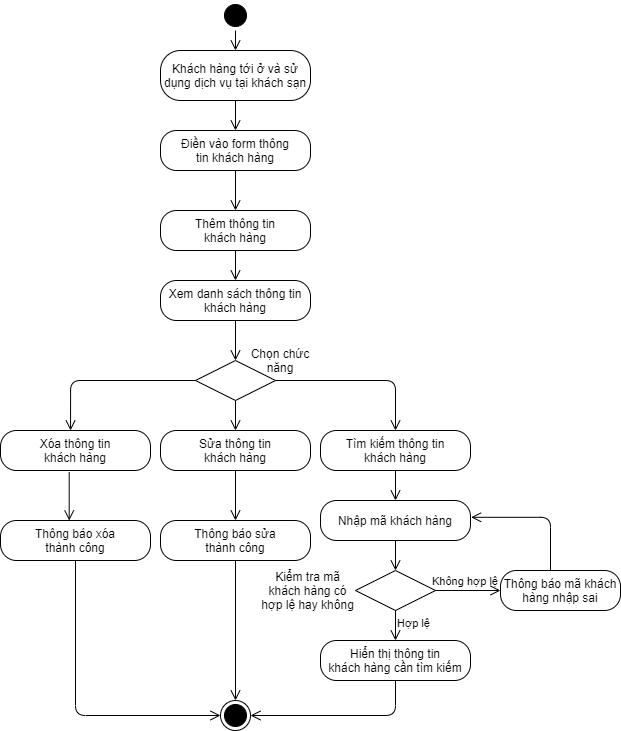 Khách hàng tới ở và sử
dụng dịch vụ tại khách sạn
Điền vào form thông
tin khách hàng
Thêm thông tin
khách hàng
Xem danh sách thông tin
khách hàng
Chọn chức
năng
Xóa thông tin
khách hàng
Sửa thông tin
khách hàng
Tìm kiếm thông tin
khách hàng
Nhập mã khách hàng
Thông báo xóa
thành công
Thông báo sửa
thành công
Kiểm tra mã
khách hàng có
hợp lệ hay không
Không hợp lệ
Thông báo mã khách
hàng nhập sai
Hợp lệ
Hiển thị thông tin
khách hàng cần tìm kiếm